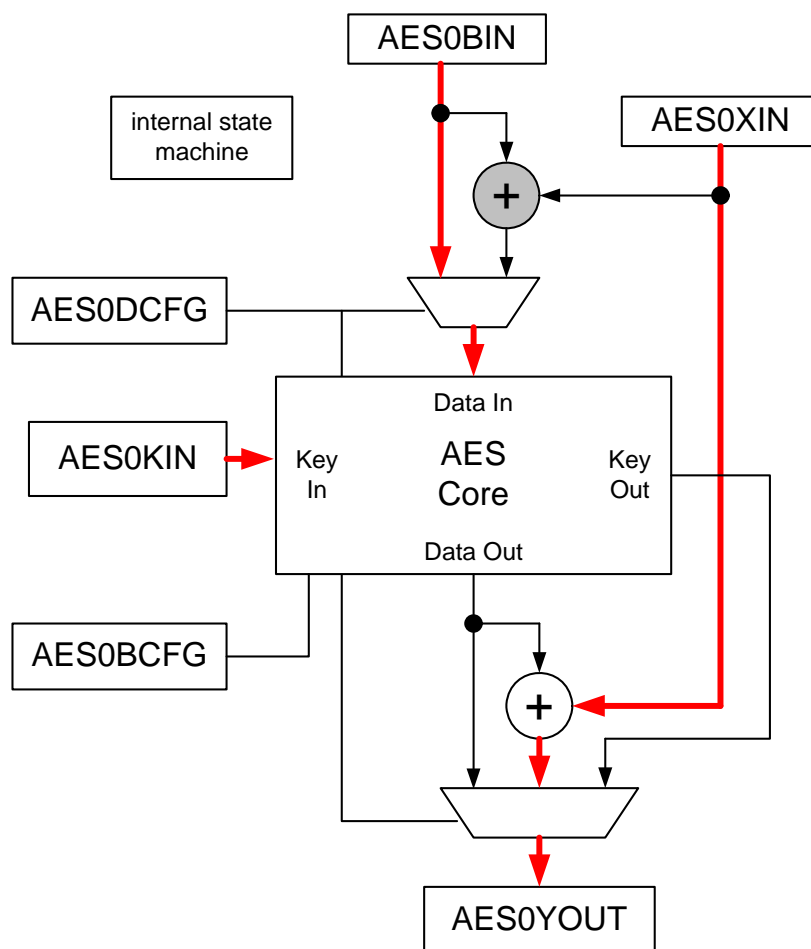 AES0BIN
internal state
machine
AES0XIN
+
AES0DCFG
Data In
AES0KIN
Key
In
AES
Core
Key
Out
Data Out
AES0BCFG
+
AES0YOUT